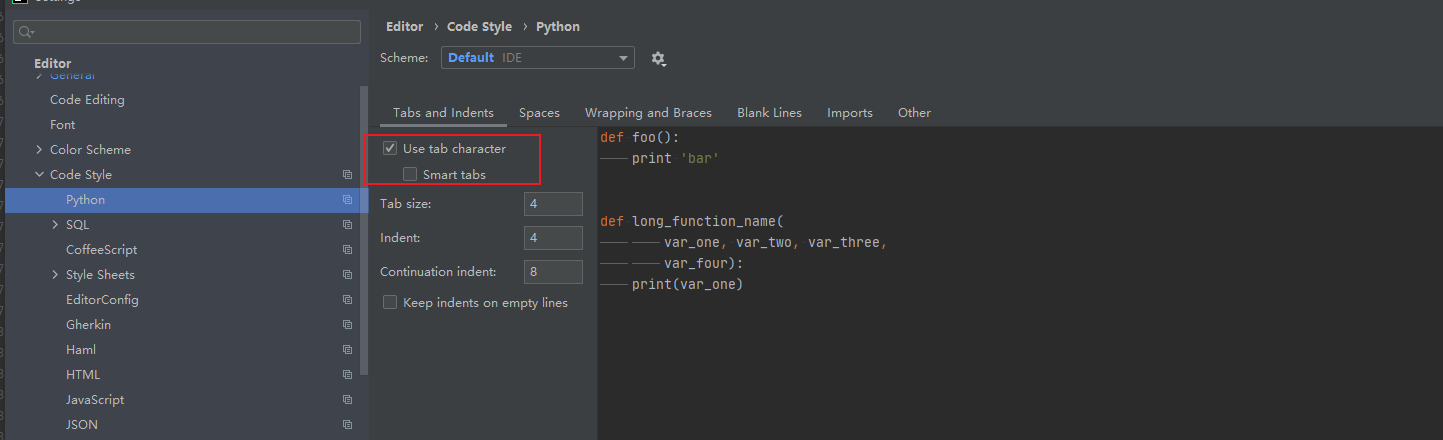 Editor › Code Style › Python
Scheme: Default IDE
Editor
General
Code Editing
Font
Color Scheme
Code Style
Python
SQL
CoffeeScript
Style Sheets
EditorConfig
Gherkin
Haml
HTML
JavaScript
JSON
Tabs and Indents Spaces Wrapping and Braces Blank Lines Imports Other
Use tab character
Smart tabs
Tab size: 4
Indent: 4
Continuation indent: 8
Keep indents on empty lines
def foo():
print 'bar'
def long_function_name(
var_one, var_two, var_three,
var_four):
print(var_one)